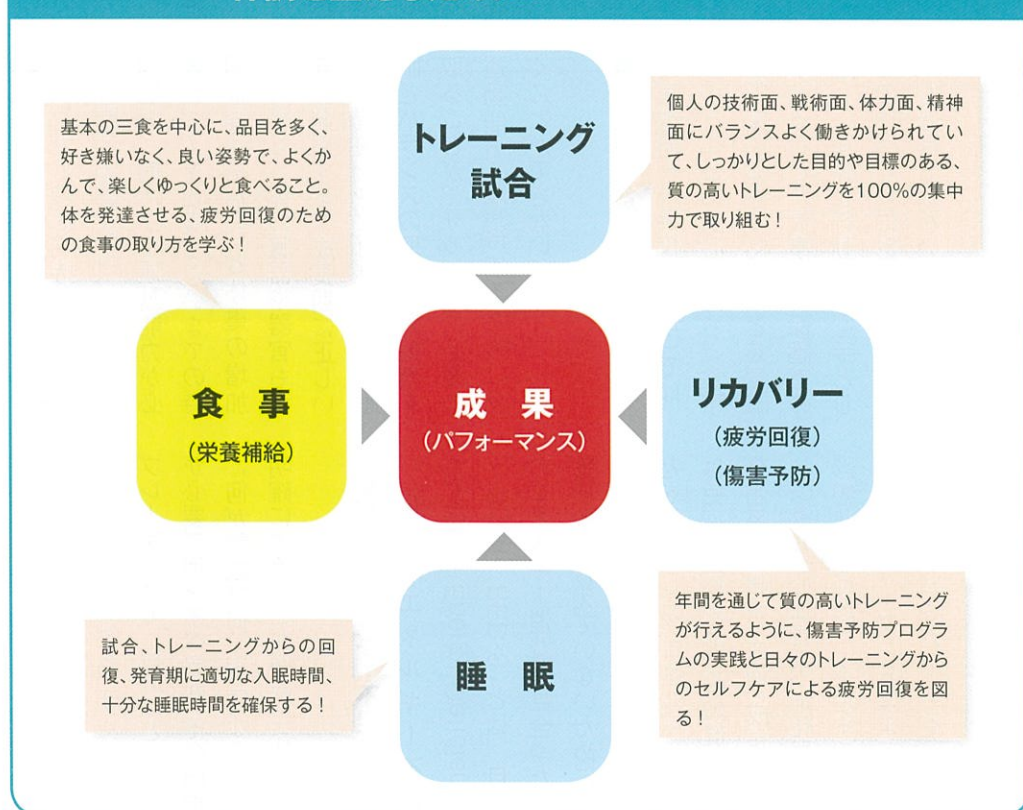 トレーニング
試合
基本の三食を中心に、品目を多く、
好き嫌いなく、良い姿勢で、よくか
んで、楽しくゆっくりと食べること。
体を発達させる、疲労回復のため
の食事の取り方を学ぶ！
個人の技術面、戦術面、体力面、精神
面にバランスよく働きかけられてい
て、しっかりとした目的や目標のある、
質の高いトレーニングを100%の集中
力で取り組む！
食 事
（栄養補給）
成 果
（パフォーマンス）
リカバリー
（疲労回復）
（傷害予防）
試合、トレーニングからの回
復、発育期に適切な入眠時間、
十分な睡眠時間を確保する！
睡 眠
年間を通じて質の高いトレーニング
が行えるように、傷害予防プログラ
ムの実践と日々のトレーニングから
のセルフケアによる疲労回復を図
る！